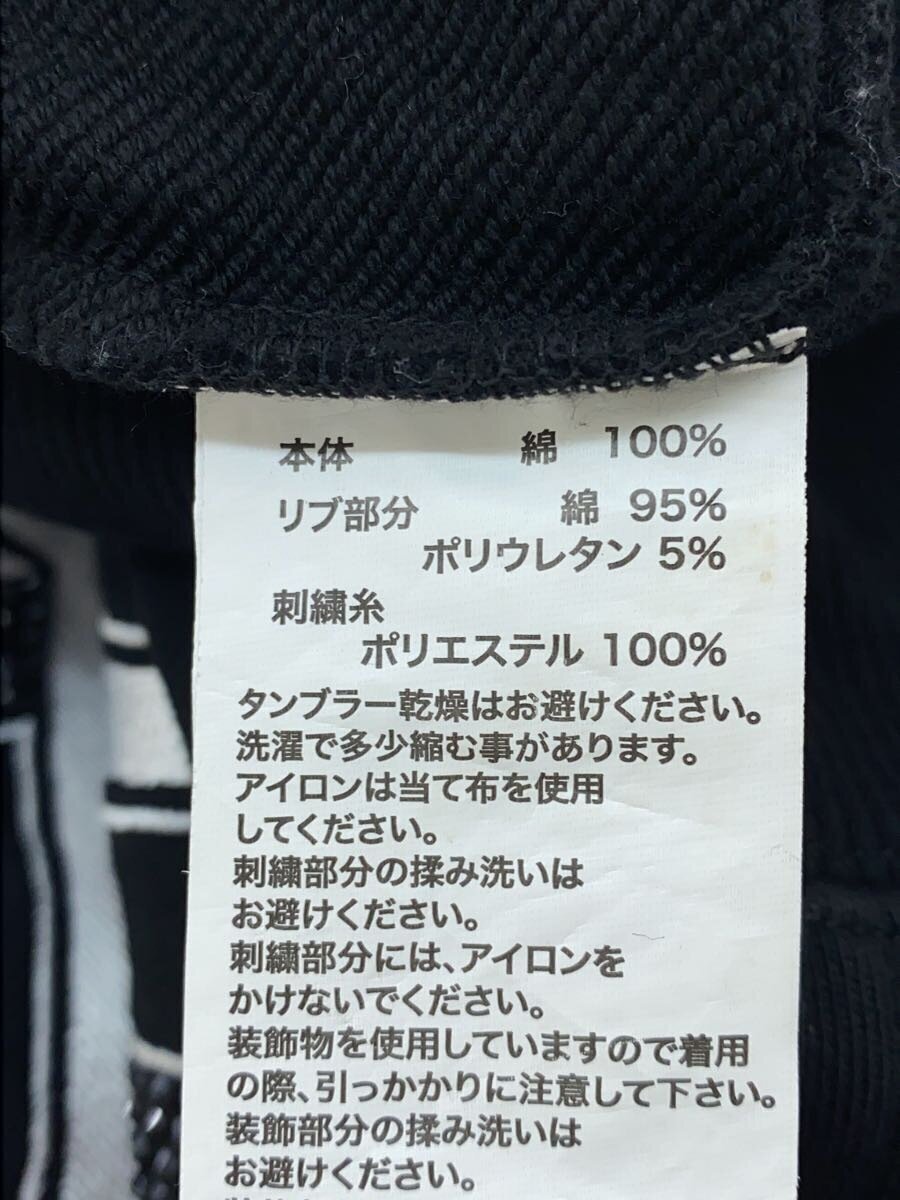 本体 綿 100%
リブ部分 綿 95%
ポリウレタン 5%
刺繍糸
ポリエステル 100%
タンブラー乾燥はお避けください。
洗濯で多少縮む事があります。
アイロンは当て布を使用
してください。
刺繍部分の揉み洗いは
お避けください。
刺繍部分には、アイロンを
かけないでください。
装飾物を使用していますので着用
の際、引っかかりに注意して下さい。
装飾部分の揉み洗いは
お避けください。